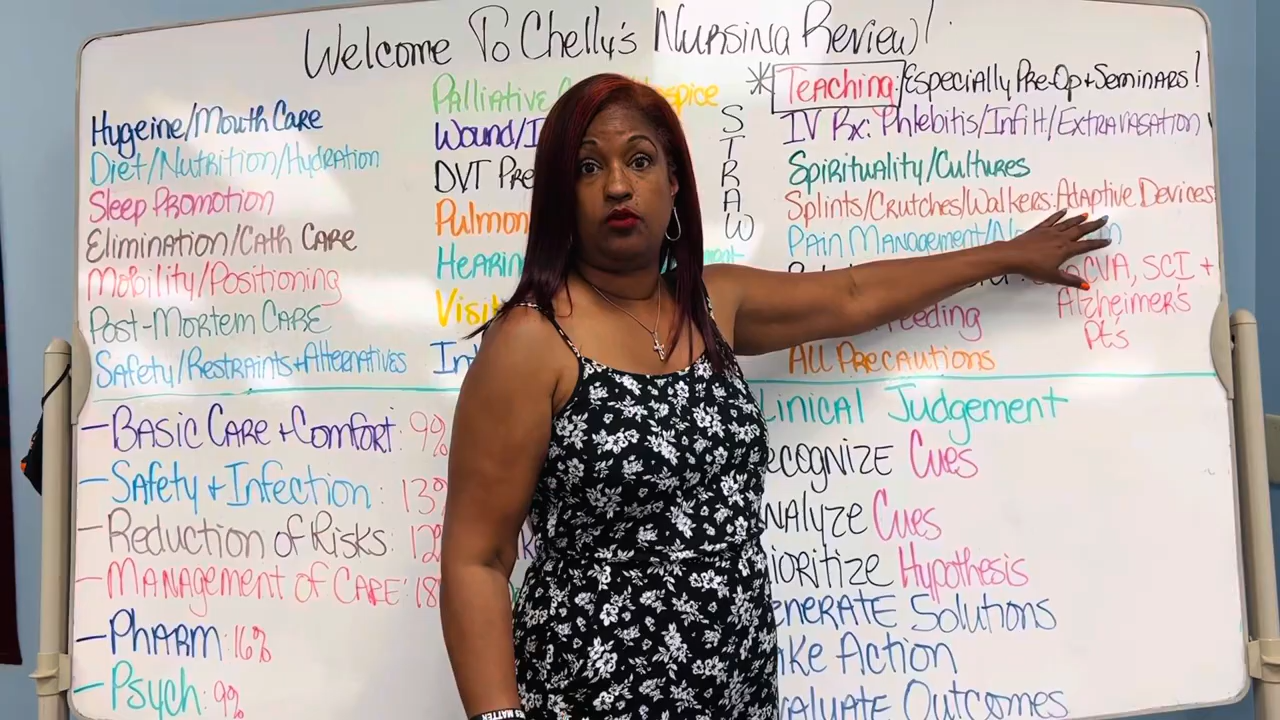 Welcome To Chelly's Nursing Review!
Hygeine/Mouth Care
Diet/Nutrition/Hydration
Sleep Promotion
Elimination/Cath Care
Mobility/Positioning
Post-Mortem Care
Safety/Restraints+Alternatives
Palliative
Wound/I
DVT Pre
Pulmon
Hearin
Visi
In
S
T
R
A
W
*Teaching: Especially Pre-Op+Seminars!
IV Rx: Phlebitis/Infilt/Extravasation
Spirituality/Cultures
Splints/Crutches/Walkers: Adaptive Devices
Pain Management/N
CVA, SCI +
Alzheimer's
Pt's
eeding
All Precautions
- Basic Care + Comfort: 9%
- Safety + Infection: 13%
- Reduction of Risks: 12
- Management of Care: 18
- Pharm: 16%
- Psych: 9%
linical Judgement
ecognize Cues
nalyze Cues
ioritize Hypothesis
enerate Solutions
ke Action
valuate Outcomes